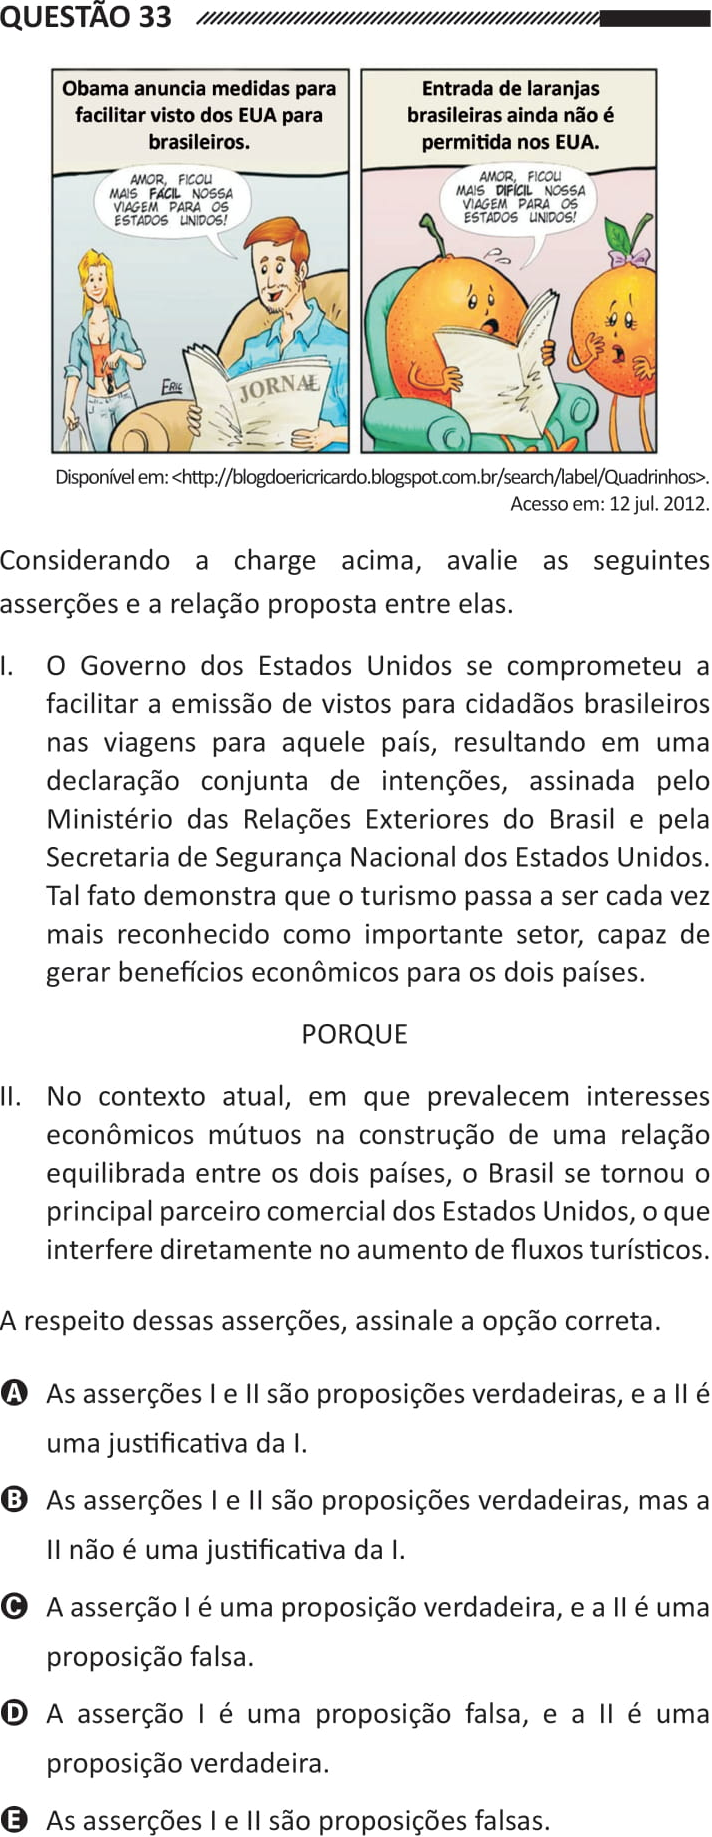 QUESTÃO 33
Obama anuncia medidas para
facilitar visto dos EUA para
brasileiros.
AMOR, FICOU
MAIS FÁCIL NOSSA
VIAGEM PARA OS
ESTADOS UNIDOS!
ERIC
JORNAL
Entrada de laranjas
brasileiras ainda não é
permitida nos EUA.
AMOR, FICOU
MAIS DIFÍCIL NOSSA
VIAGEM PARA OS
ESTADOS UNIDOS!
Disponível em: <http://blogdoericricardo.blogspot.com.br/search/label/Quadrinhos>.
Acesso em: 12 jul. 2012.
Considerando a charge acima, avalie as seguintes
asserções e a relação proposta entre elas.
I. O Governo dos Estados Unidos se comprometeu a
facilitar a emissão de vistos para cidadãos brasileiros
nas viagens para aquele país, resultando em uma
declaração conjunta de intenções, assinada pelo
Ministério das Relações Exteriores do Brasil e pela
Secretaria de Segurança Nacional dos Estados Unidos.
Tal fato demonstra que o turismo passa a ser cada vez
mais reconhecido como importante setor, capaz de
gerar benefícios econômicos para os dois países.
PORQUE
II. No contexto atual, em que prevalecem interesses
econômicos mútuos na construção de uma relação
equilibrada entre os dois países, o Brasil se tornou o
principal parceiro comercial dos Estados Unidos, o que
interfere diretamente no aumento de fluxos turísticos.
A respeito dessas asserções, assinale a opção correta.
A As asserções I e II são proposições verdadeiras, e a II é
uma justificativa da I.
B As asserções I e II são proposições verdadeiras, mas a
II não é uma justificativa da I.
C A asserção I é uma proposição verdadeira, e a II é uma
proposição falsa.
D A asserção I é uma proposição falsa, e a II é uma
proposição verdadeira.
E As asserções I e II são proposições falsas.